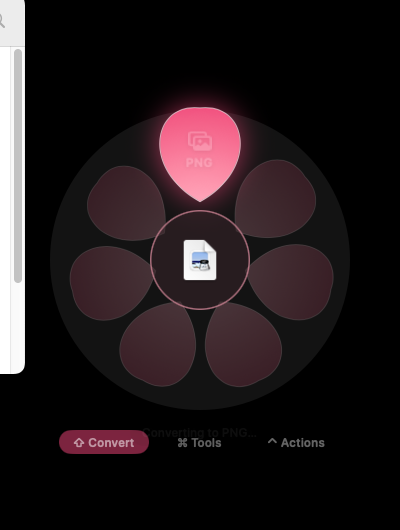 PNG
Converting to PNG...
⇧ Convert
⌘ Tools
⌃ Actions